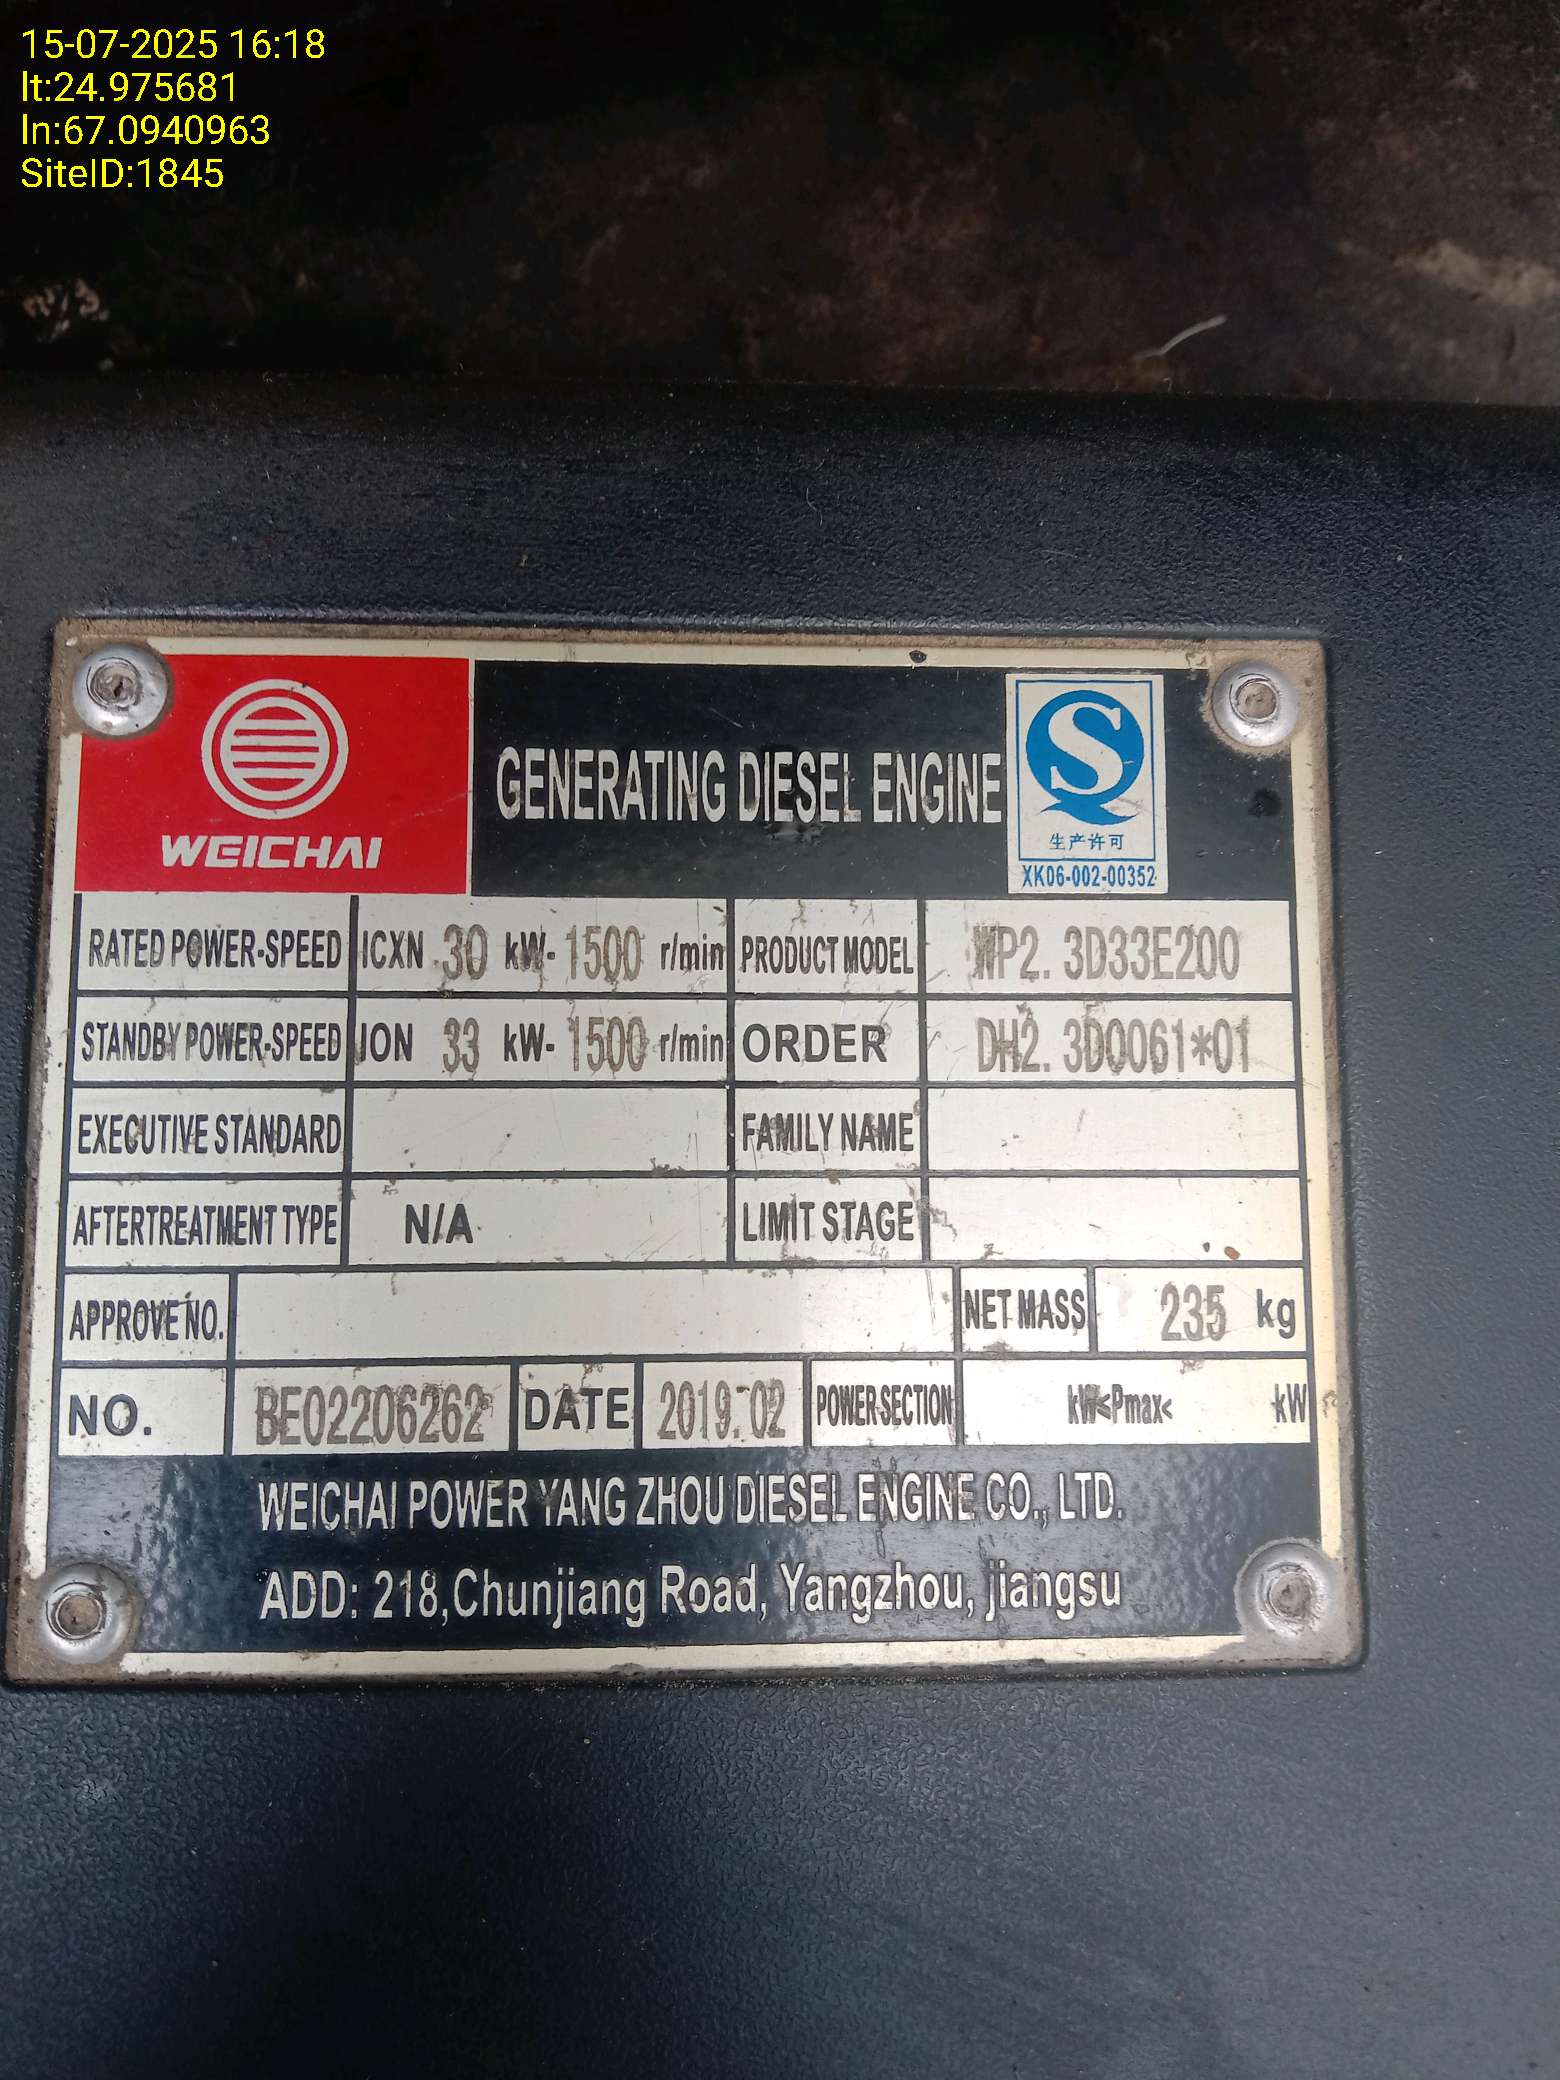 15-07-2025 16:18
lt:24.975681
ln:67.0940963
SiteID:1845
WEICHAI
GENERATING DIESEL ENGINE
S
生产许可
XK06-002-00352
RATED POWER-SPEED ICXN 30 kW- 1500 r/min PRODUCT MODEL WP2. 3D33E200
STANDBY POWER-SPEED ION 33 kW- 1500 r/min ORDER DH2. 3D0061*01
EXECUTIVE STANDARD FAMILY NAME
AFTERTREATMENT TYPE N/A LIMIT STAGE
APPROVE NO. NET MASS 235 kg
NO. BE02206262 DATE 2019.02 POWER SECTION kW<Pmax< kW
WEICHAI POWER YANG ZHOU DIESEL ENGINE CO., LTD.
ADD: 218,Chunjiang Road, Yangzhou, jiangsu